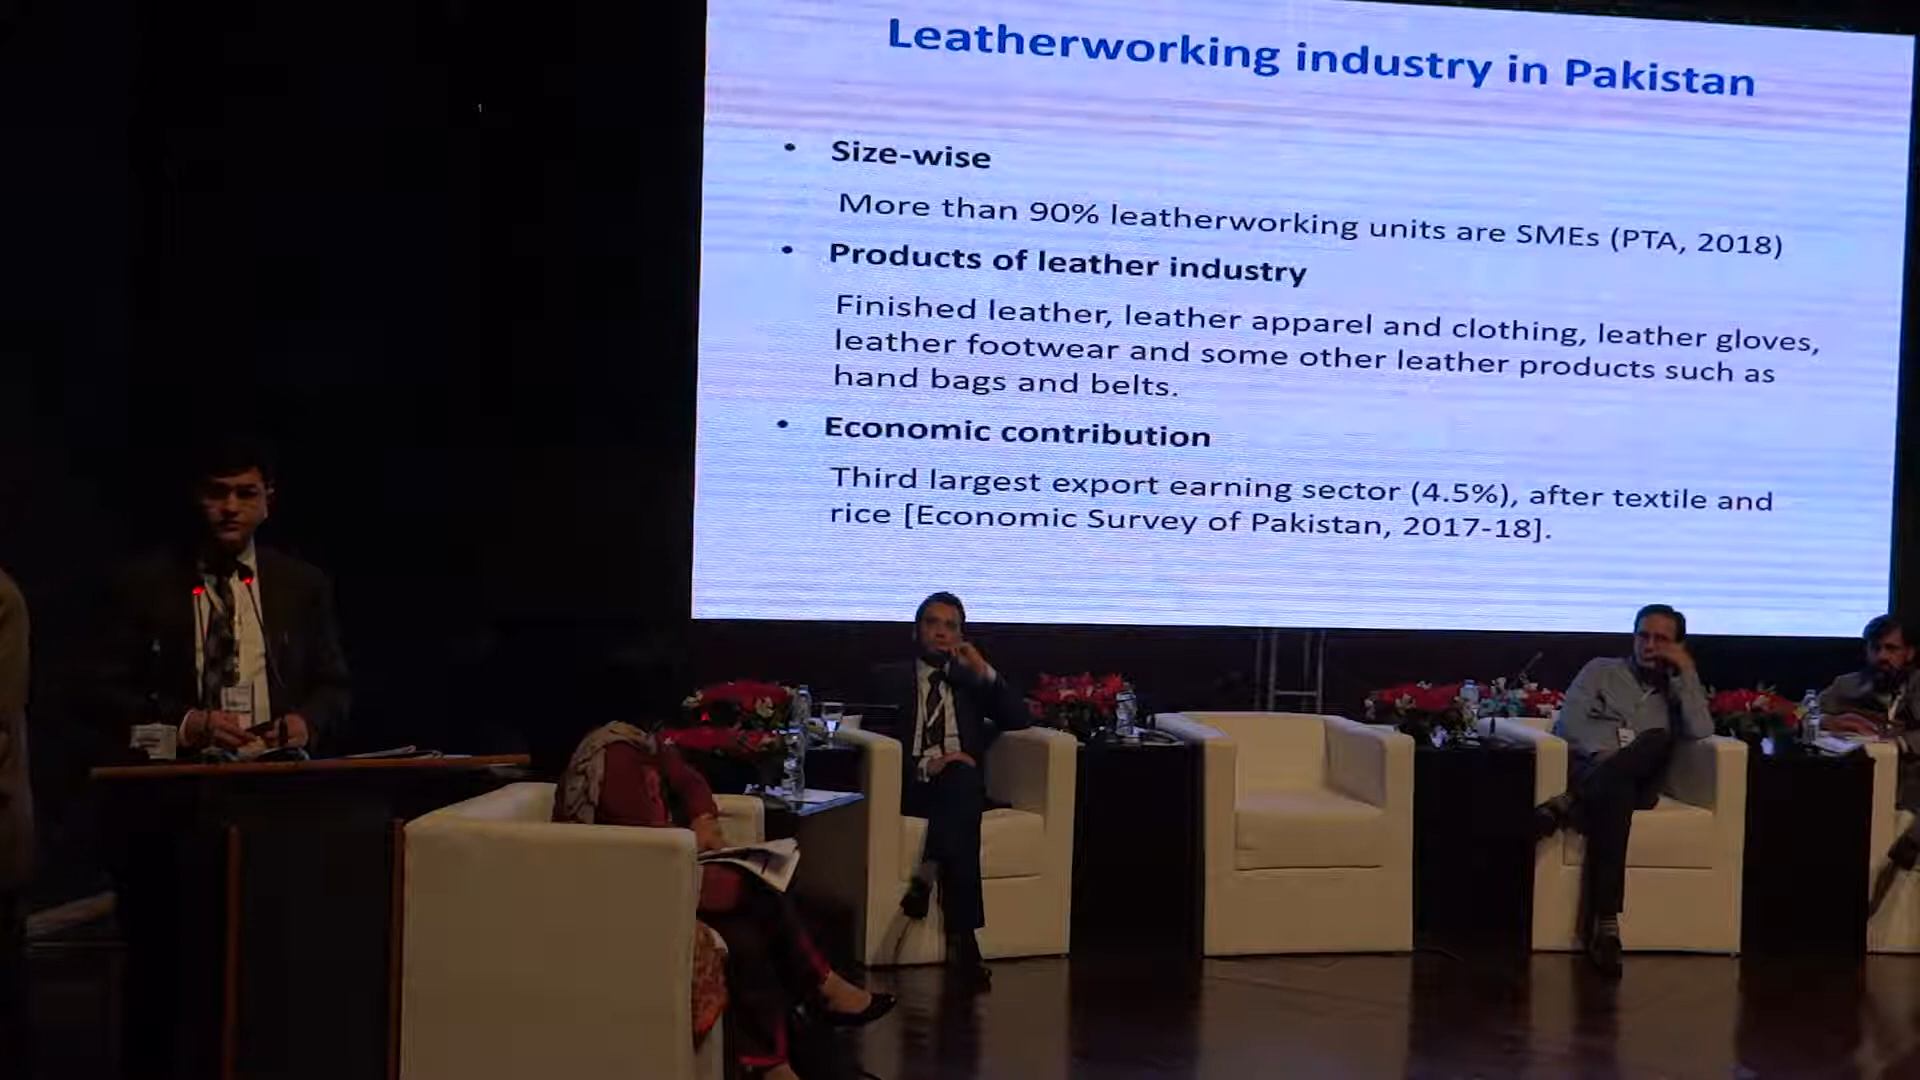 Leatherworking industry in Pakistan
• Size-wise
More than 90% leatherworking units are SMEs (PTA, 2018)
• Products of leather industry
Finished leather, leather apparel and clothing, leather gloves,
leather footwear and some other leather products such as
hand bags and belts.
• Economic contribution
Third largest export earning sector (4.5%), after textile and
rice [Economic Survey of Pakistan, 2017-18].